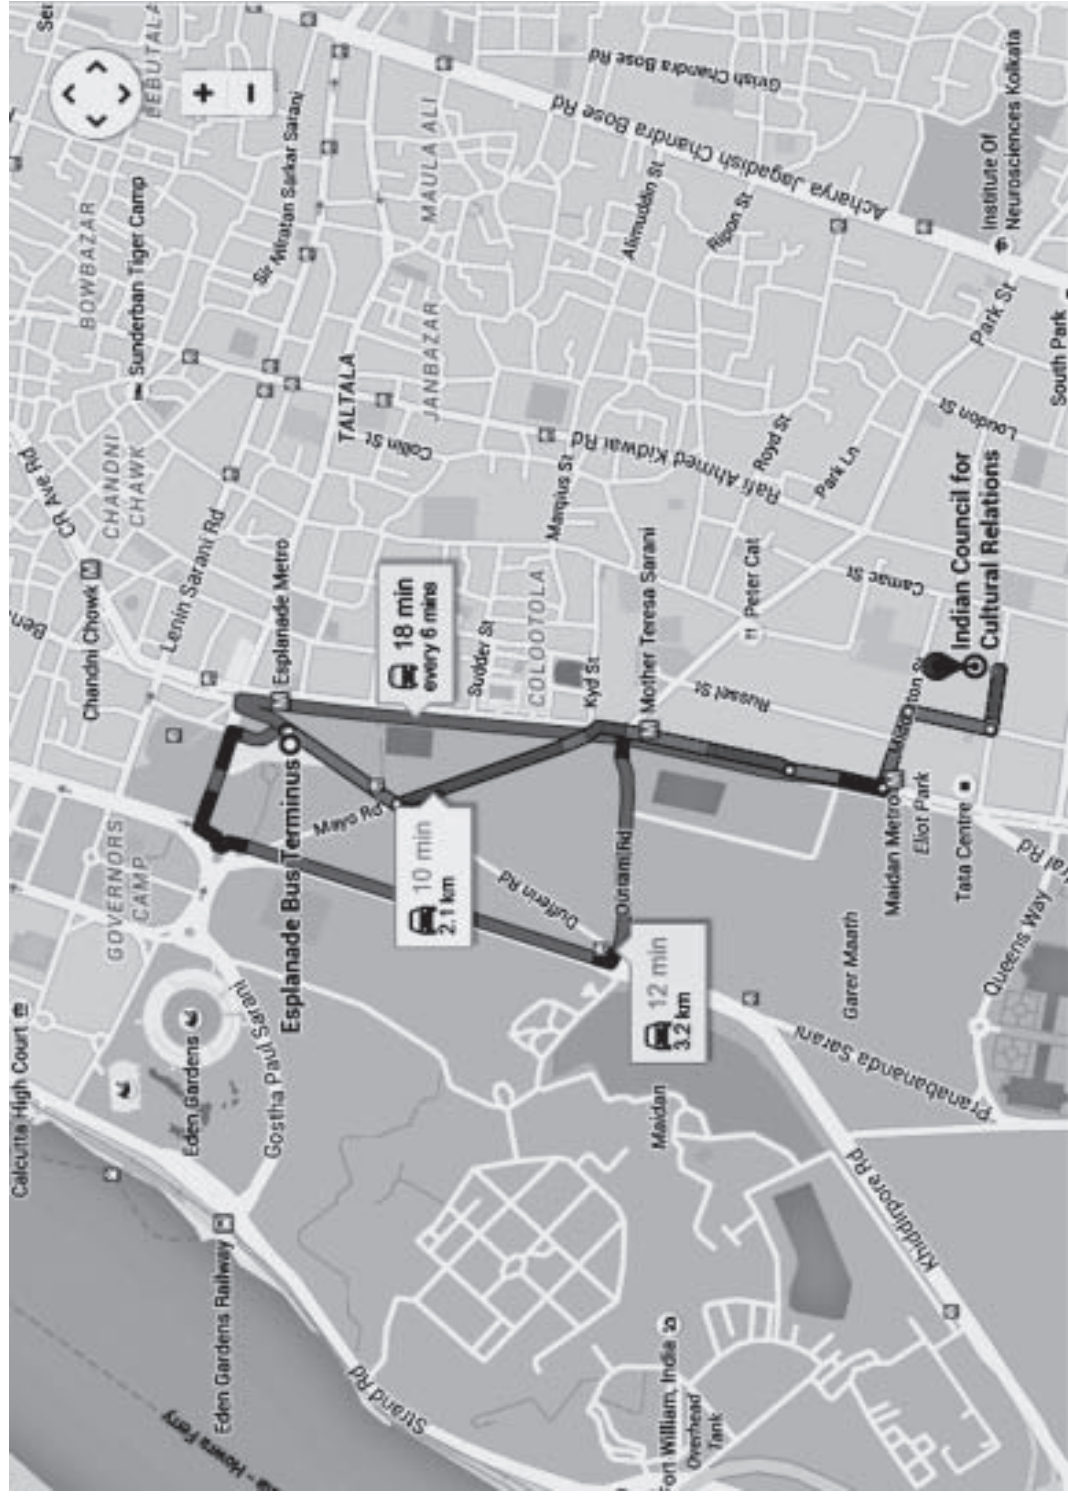 Calcutta High Court
Eden Gardens Railway
Eden Gardens
Gostha Paul Sarani
Strand Rd
GOVERNORS
CAMP
Chandni Chowk
CR Ave Rd
CHANDNI
CHAWK
BOWBAZAR
Sunderban Tiger Camp
Lenin Sarani Rd
Esplanade Metro
Esplanade Bus Terminus
TALTALA
MAULA ALI
JANBAZAR
Collin St
Mayo Rd
18 min
every 6 mins
10 min
2.1 km
12 min
3.2 km
Dufferin Rd
Outram Rd
Sudder St
COLOOTOLA
Kyd St
Marqius St
Mother Teresa Sarani
Rafi Ahmed Kidwai Rd
Royd St
Park Ln
Alimuddin St
Ripon St
Girish Chandra Bose Rd
Acharya Jagadish Chandra Bose Rd
Institute Of
Neurosciences Kolkata
Park St
South Park
Loudon St
Camac St
Peter Cat
Russel St
Indian Council for
Cultural Relations
Maidan Metro
Eliot Park
Tata Centre
Queens Way
Garer Maath
Pranabananda Sarani
Khiddirpore Rd
Maidan
Fort William, India
Overhead
Tank
Howra Ferry
+
−